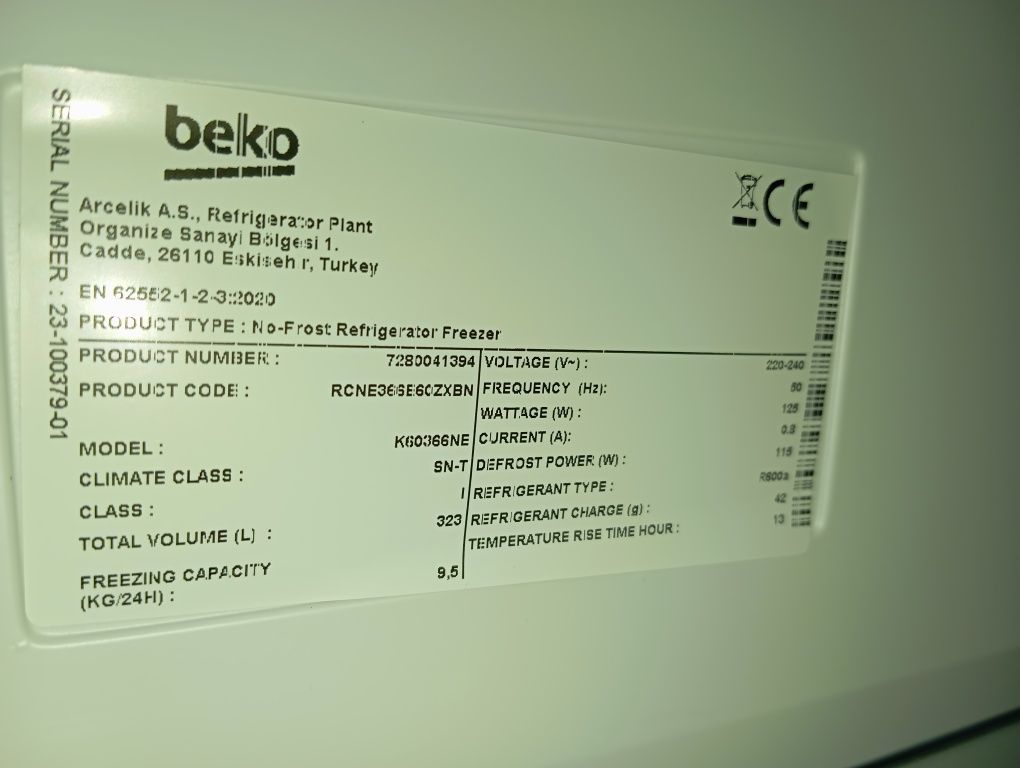 beko
SERIAL NUMBER : 23-100379-01
Arcelik A.S., Refrigerator Plant
Organize Sanayi Bölgesi 1.
Cadde, 26110 Eskisehir, Turkey
EN 62552-1-2-3:2020
PRODUCT TYPE : No-Frost Refrigerator Freezer
PRODUCT NUMBER : 7280041394
PRODUCT CODE : RCNE366E60ZXBN
MODEL : K60366NE
CLIMATE CLASS : SN-T
CLASS : I
TOTAL VOLUME (L) : 323
FREEZING CAPACITY
(KG/24H) : 9,5
VOLTAGE (V~) : 220-240
FREQUENCY (Hz): 50
WATTAGE (W) : 125
CURRENT (A):
DEFROST POWER (W) : 115
REFRIGERANT TYPE : R600a
REFRIGERANT CHARGE (g) : 42
TEMPERATURE RISE TIME HOUR : 13
CE